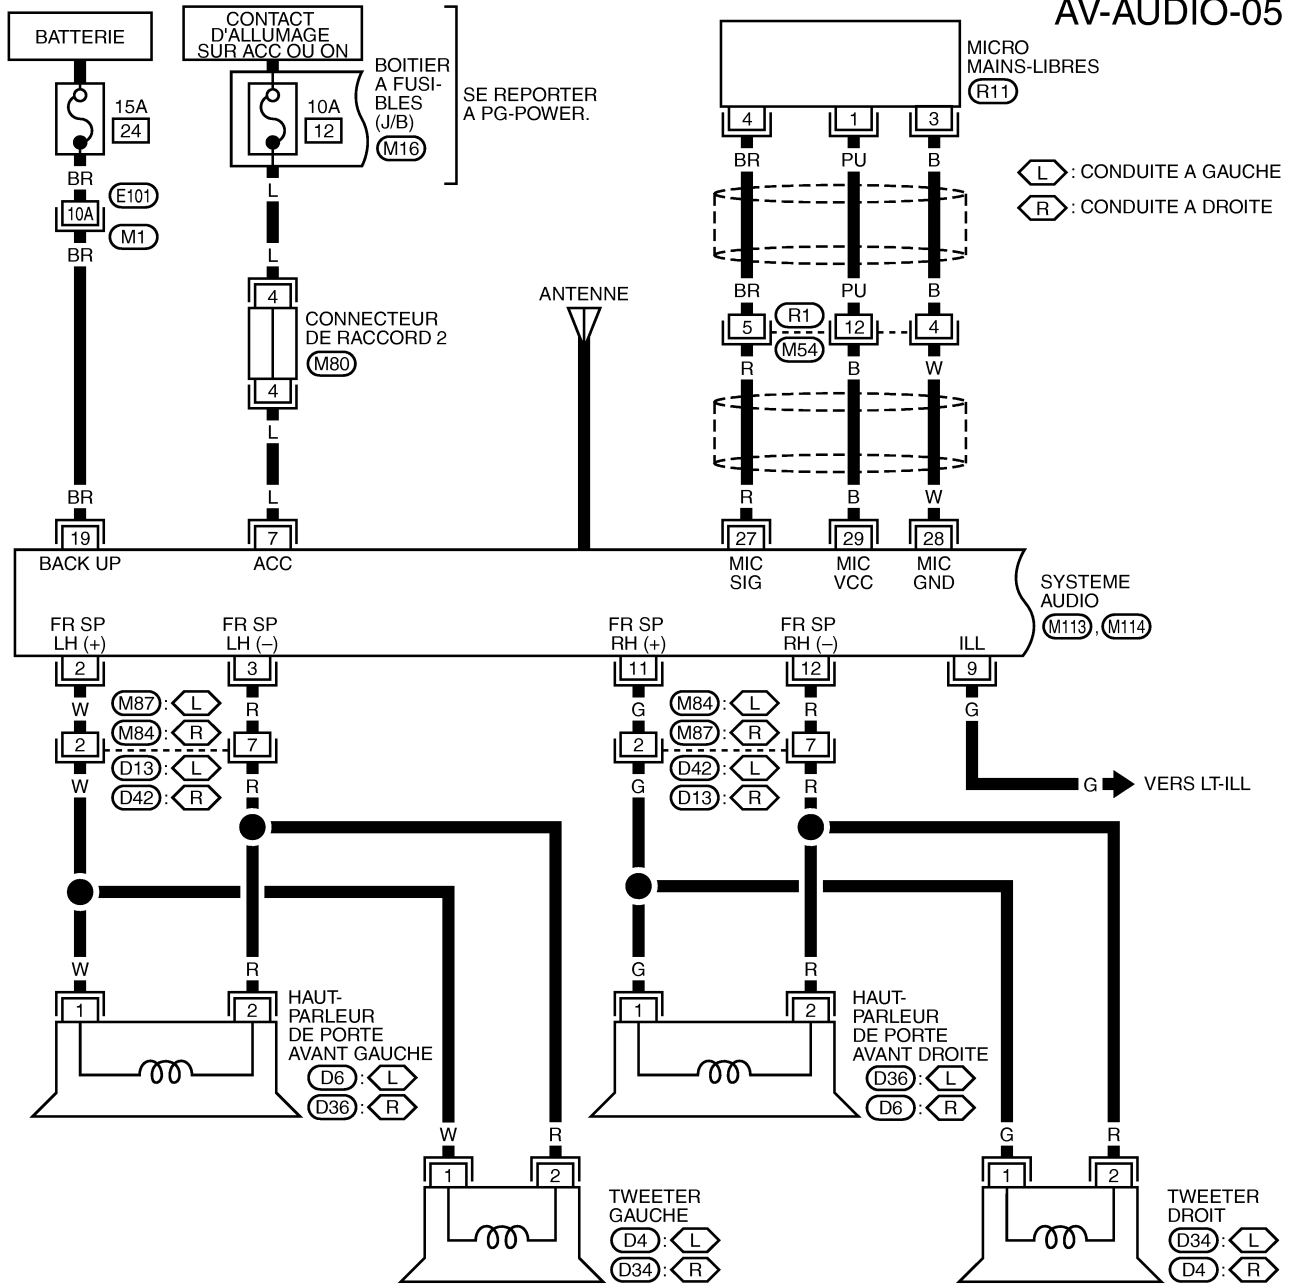 AV-AUDIO-05
BATTERIE
CONTACT
D'ALLUMAGE
SUR ACC OU ON
15A
24
BR
10A
E101
M1
BR
BR
10A
12
BOITIER
A FUSI-
BLES
(J/B)
M16
SE REPORTER
A PG-POWER.
L
L
4
CONNECTEUR
DE RACCORD 2
M80
4
L
L
ANTENNE
MICRO
MAINS-LIBRES
R11
4 1 3
BR PU B
L : CONDUITE A GAUCHE
R : CONDUITE A DROITE
BR PU B
5 R1 12 4
M54
R B W
R B W
19 7 27 29 28
BACK UP ACC MIC MIC MIC
SIG VCC GND
SYSTEME
AUDIO
M113 , M114
FR SP FR SP FR SP FR SP
LH (+) LH (–) RH (+) RH (–) ILL
2 3 11 12 9
W M87 : L R G M84 : L R G
2 M84 : R 7 2 M87 : R 7
D13 : L D42 : L
W D42 : R R G D13 : R R
G VERS LT-ILL
W R G R
1 2 1 2
HAUT-
PARLEUR
DE PORTE
AVANT GAUCHE
D6 : L
D36 : R
HAUT-
PARLEUR
DE PORTE
AVANT DROITE
D36 : L
D6 : R
W R G R
1 2 1 2
TWEETER
GAUCHE
D4 : L
D34 : R
TWEETER
DROIT
D34 : L
D4 : R